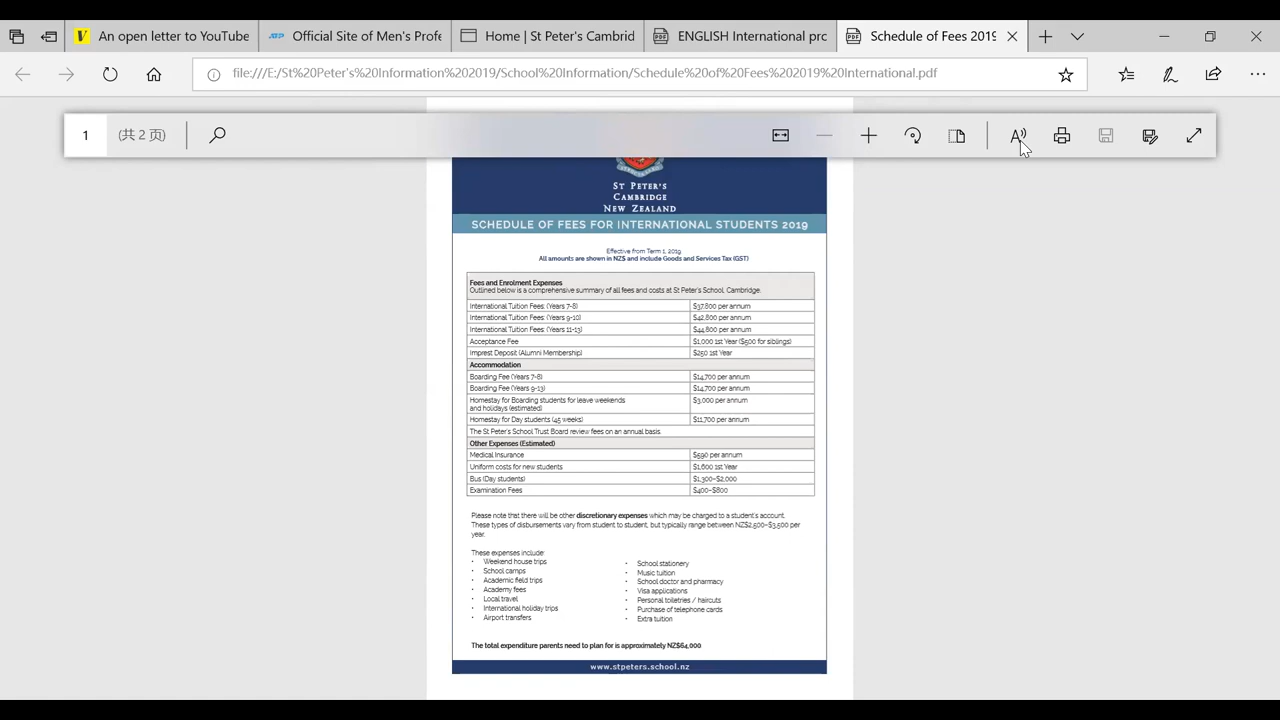 An open letter to YouTube
ATP Official Site of Men's Profe
Home | St Peter's Cambrid
ENGLISH International prc
Schedule of Fees 2019
file:///E:/St%20Peter's%20Information%202019/School%20Information/Schedule%20of%20Fees%202019%20International.pdf
1 (共 2 页)
ST PETER'S
CAMBRIDGE
NEW ZEALAND
SCHEDULE OF FEES FOR INTERNATIONAL STUDENTS 2019
Effective from Term 1, 2019
All amounts are shown in NZ$ and include Goods and Services Tax (GST)
Fees and Enrolment Expenses
Outlined below is a comprehensive summary of all fees and costs at St Peter's School, Cambridge.
International Tuition Fees: (Years 7-8) $37,800 per annum
International Tuition Fees: (Years 9-10) $42,800 per annum
International Tuition Fees: (Years 11-13) $44,800 per annum
Acceptance Fee $1,000 1st Year ($500 for siblings)
Imprest Deposit (Alumni Membership) $250 1st Year
Accommodation
Boarding Fee (Years 7-8) $14,700 per annum
Boarding Fee (Years 9-13) $14,700 per annum
Homestay for Boarding students for leave weekends $3,000 per annum
and holidays (estimated)
Homestay for Day students (45 weeks) $11,700 per annum
The St Peter's School Trust Board review fees on an annual basis.
Other Expenses (Estimated)
Medical Insurance $590 per annum
Uniform costs for new students $1,600 1st Year
Bus (Day students) $1,300–$2,000
Examination Fees $400–$800
Please note that there will be other discretionary expenses which may be charged to a student's account.
These types of disbursements vary from student to student, but typically range between NZ$2,500–$3,500 per
year.
These expenses include:
• Weekend house trips
• School camps
• Academic field trips
• Academy fees
• Local travel
• International holiday trips
• Airport transfers
• School stationery
• Music tuition
• School doctor and pharmacy
• Visa applications
• Personal toiletries / haircuts
• Purchase of telephone cards
• Extra tuition
The total expenditure parents need to plan for is approximately NZ$64,000
www.stpeters.school.nz